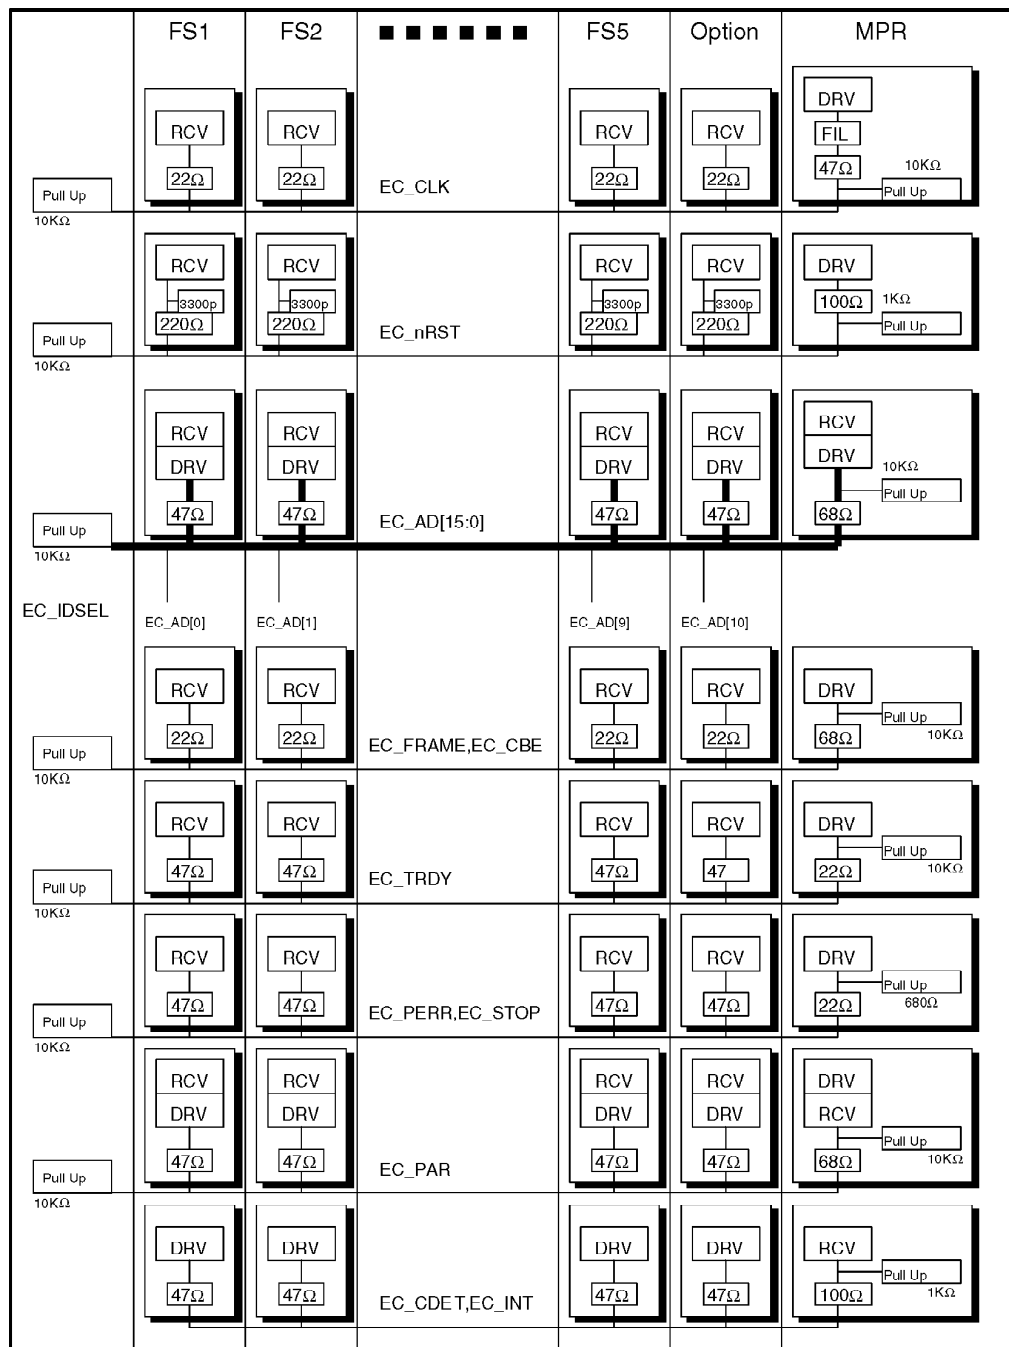 FS1 FS2 FS5 Option MPR
DRV
RCV RCV RCV RCV FIL
22Ω 22Ω EC_CLK 22Ω 22Ω 47Ω 10KΩ
Pull Up Pull Up
10KΩ
RCV RCV RCV RCV DRV
3300p 3300p 3300p 3300p 100Ω 1KΩ
220Ω 220Ω EC_nRST 220Ω 220Ω Pull Up
Pull Up
10KΩ
RCV RCV RCV RCV RCV
DRV DRV DRV DRV DRV
10KΩ
Pull Up
47Ω 47Ω EC_AD[15:0] 47Ω 47Ω 68Ω
Pull Up
10KΩ
EC_IDSEL
EC_AD[0] EC_AD[1] EC_AD[9] EC_AD[10]
RCV RCV RCV RCV DRV
Pull Up
22Ω 22Ω EC_FRAME,EC_CBE 22Ω 22Ω 68Ω 10KΩ
Pull Up
10KΩ
RCV RCV RCV RCV DRV
Pull Up
47Ω 47Ω EC_TRDY 47Ω 47 22Ω 10KΩ
Pull Up
10KΩ
RCV RCV RCV RCV DRV
Pull Up
47Ω 47Ω EC_PERR,EC_STOP 47Ω 47Ω 22Ω 680Ω
Pull Up
10KΩ
RCV RCV RCV RCV DRV
DRV DRV DRV DRV RCV
Pull Up
47Ω 47Ω EC_PAR 47Ω 47Ω 68Ω 10KΩ
Pull Up
10KΩ
DRV DRV DRV DRV RCV
Pull Up
47Ω 47Ω EC_CDET,EC_INT 47Ω 47Ω 100Ω 1KΩ